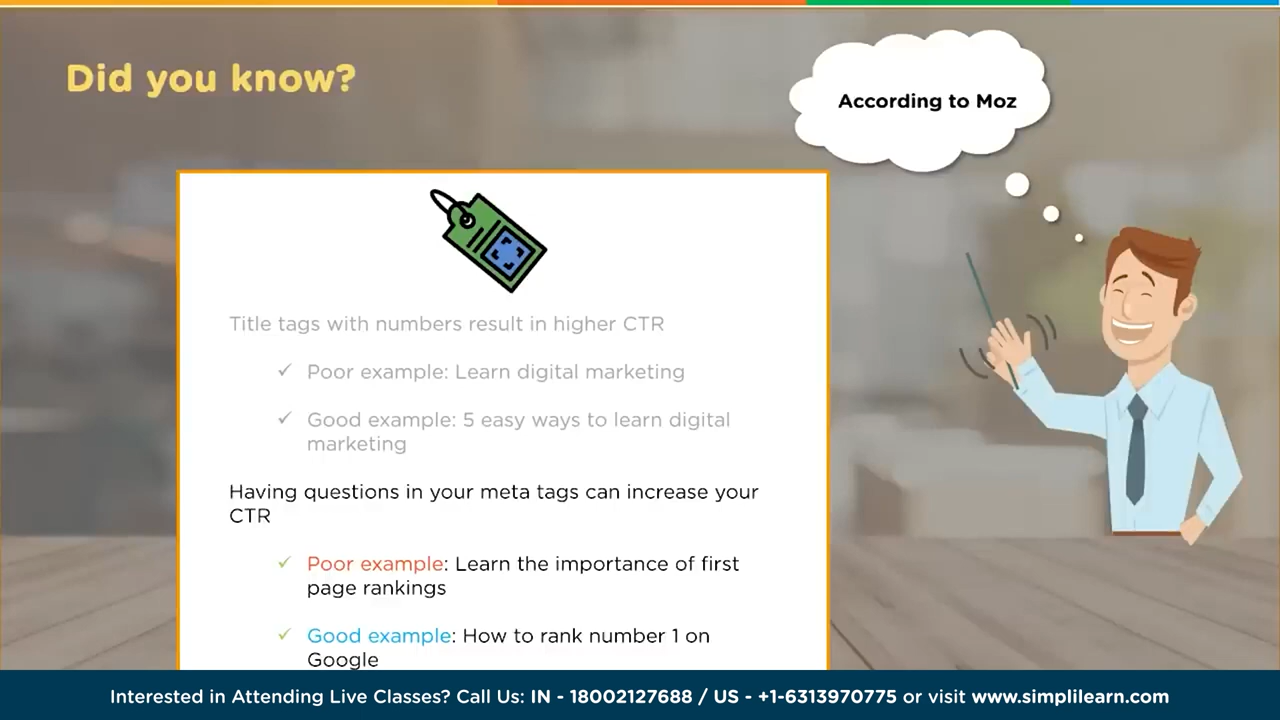 Did you know?
According to Moz
Title tags with numbers result in higher CTR
✓ Poor example: Learn digital marketing
✓ Good example: 5 easy ways to learn digital
marketing
Having questions in your meta tags can increase your
CTR
✓ Poor example: Learn the importance of first
page rankings
✓ Good example: How to rank number 1 on
Google
Interested in Attending Live Classes? Call Us: IN - 18002127688 / US - +1-6313970775 or visit www.simplilearn.com